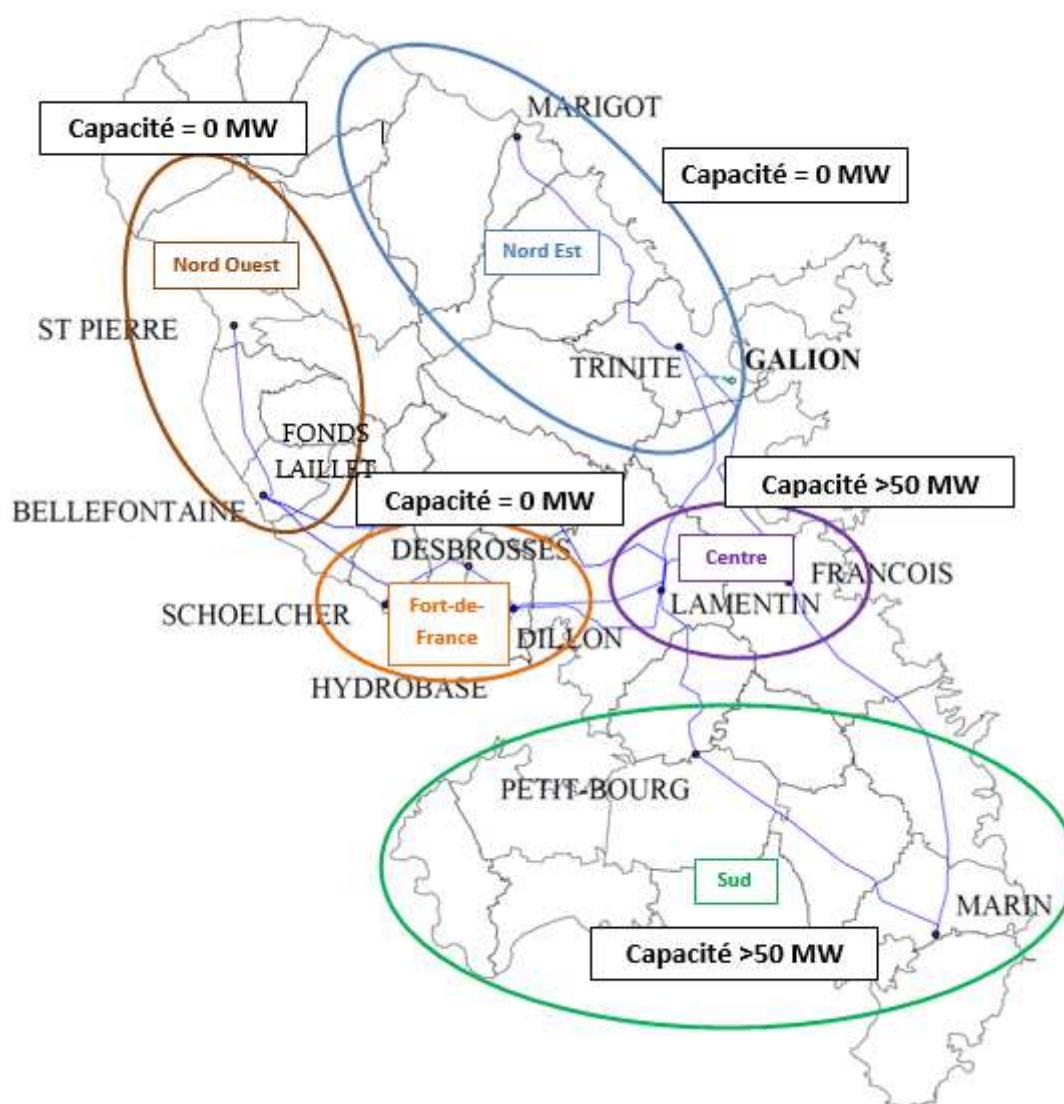 MARIGOT
Capacité = 0 MW
Capacité = 0 MW
Nord Est
Nord Ouest
ST PIERRE
TRINITE
GALION
FONDS
LAILLET
Capacité >50 MW
Capacité = 0 MW
BELLEFONTAINE
DESBROSSES
Centre
FRANCOIS
SCHOELCHER
Fort-de-
France
LAMENTIN
DILLON
HYDROBASE
PETIT-BOURG
Sud
MARIN
Capacité >50 MW